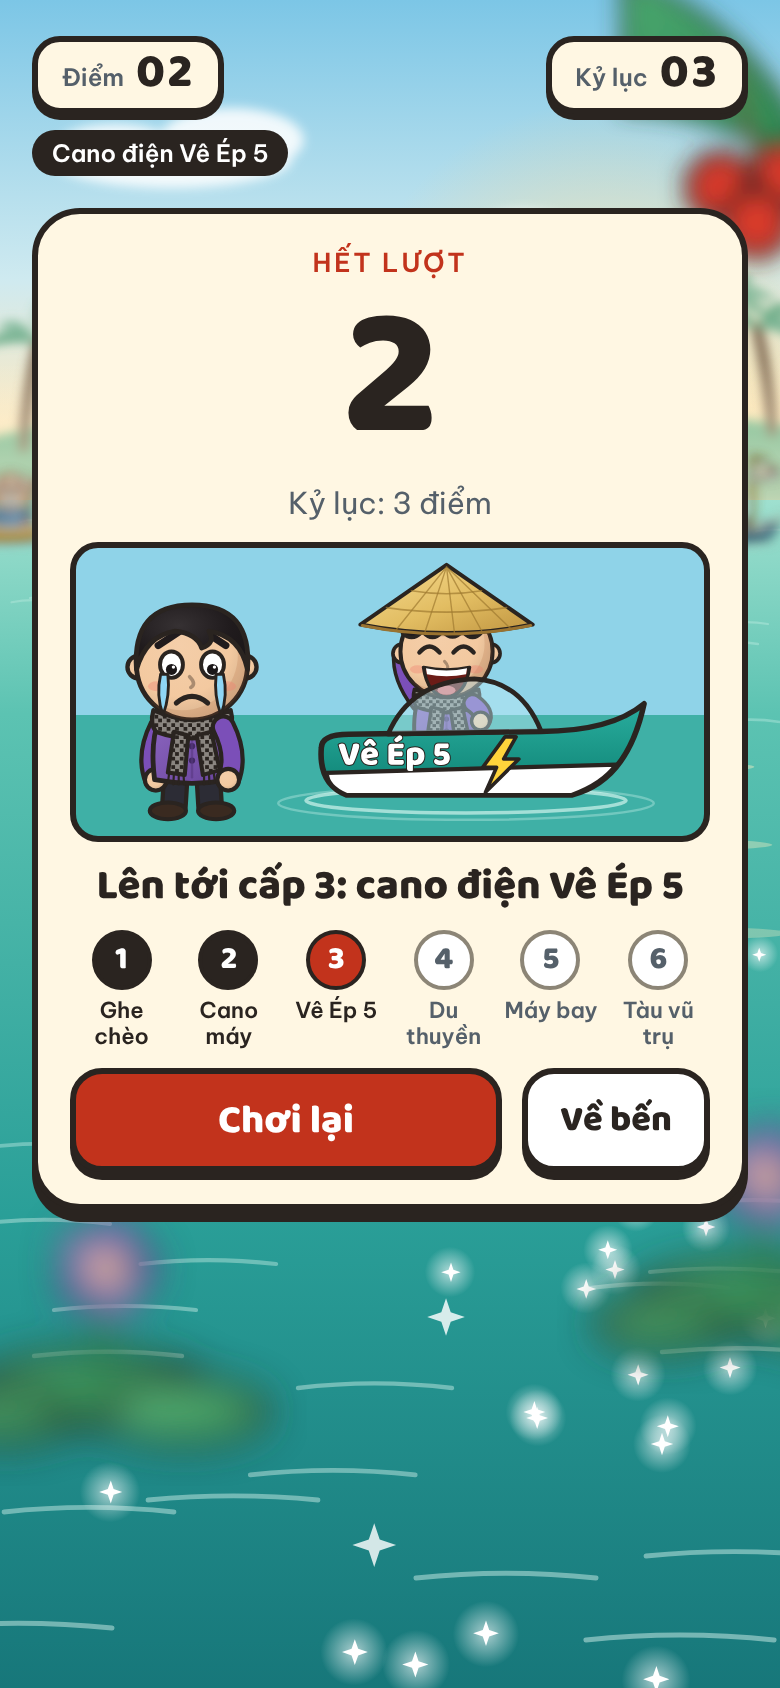 Điểm 02
Kỷ lục 03
Cano điện Vê Ép 5
HẾT LƯỢT
2
Kỷ lục: 3 điểm
Vê Ép 5
Lên tới cấp 3: cano điện Vê Ép 5
1 2 3 4 5 6
Ghe chèo
Cano máy
Vê Ép 5
Du thuyền
Máy bay
Tàu vũ trụ
Chơi lại
Về bến